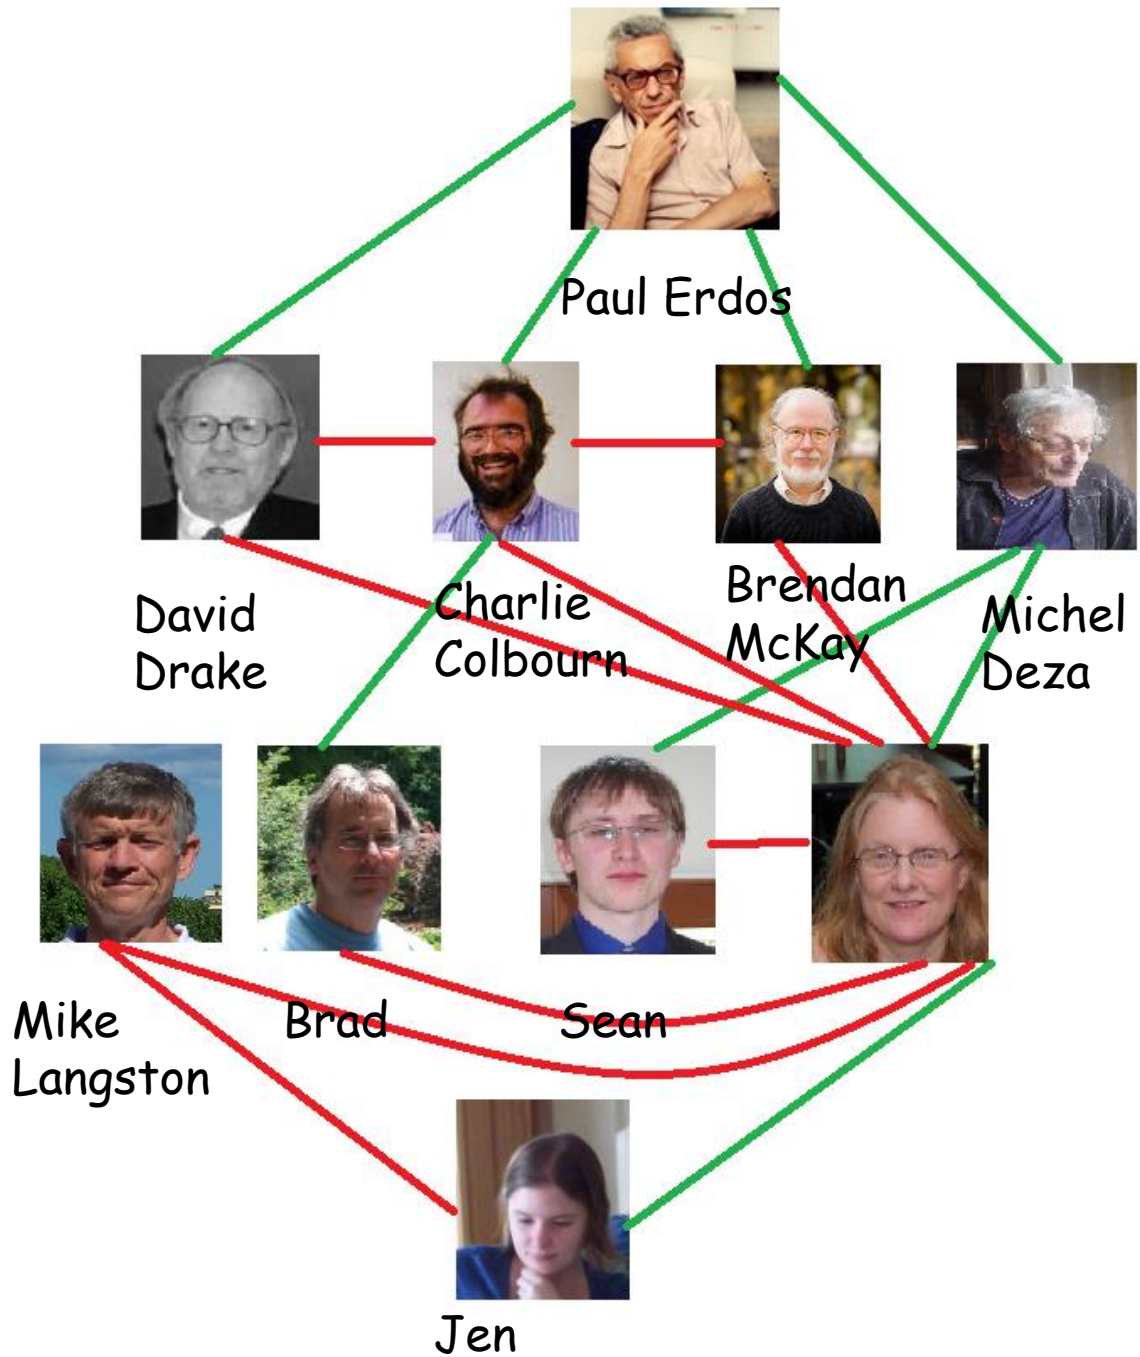 Paul Erdos
David
Drake
Charlie
Colbourn
Brendan
McKay
Michel
Deza
Mike
Langston
Brad
Sean
Jen